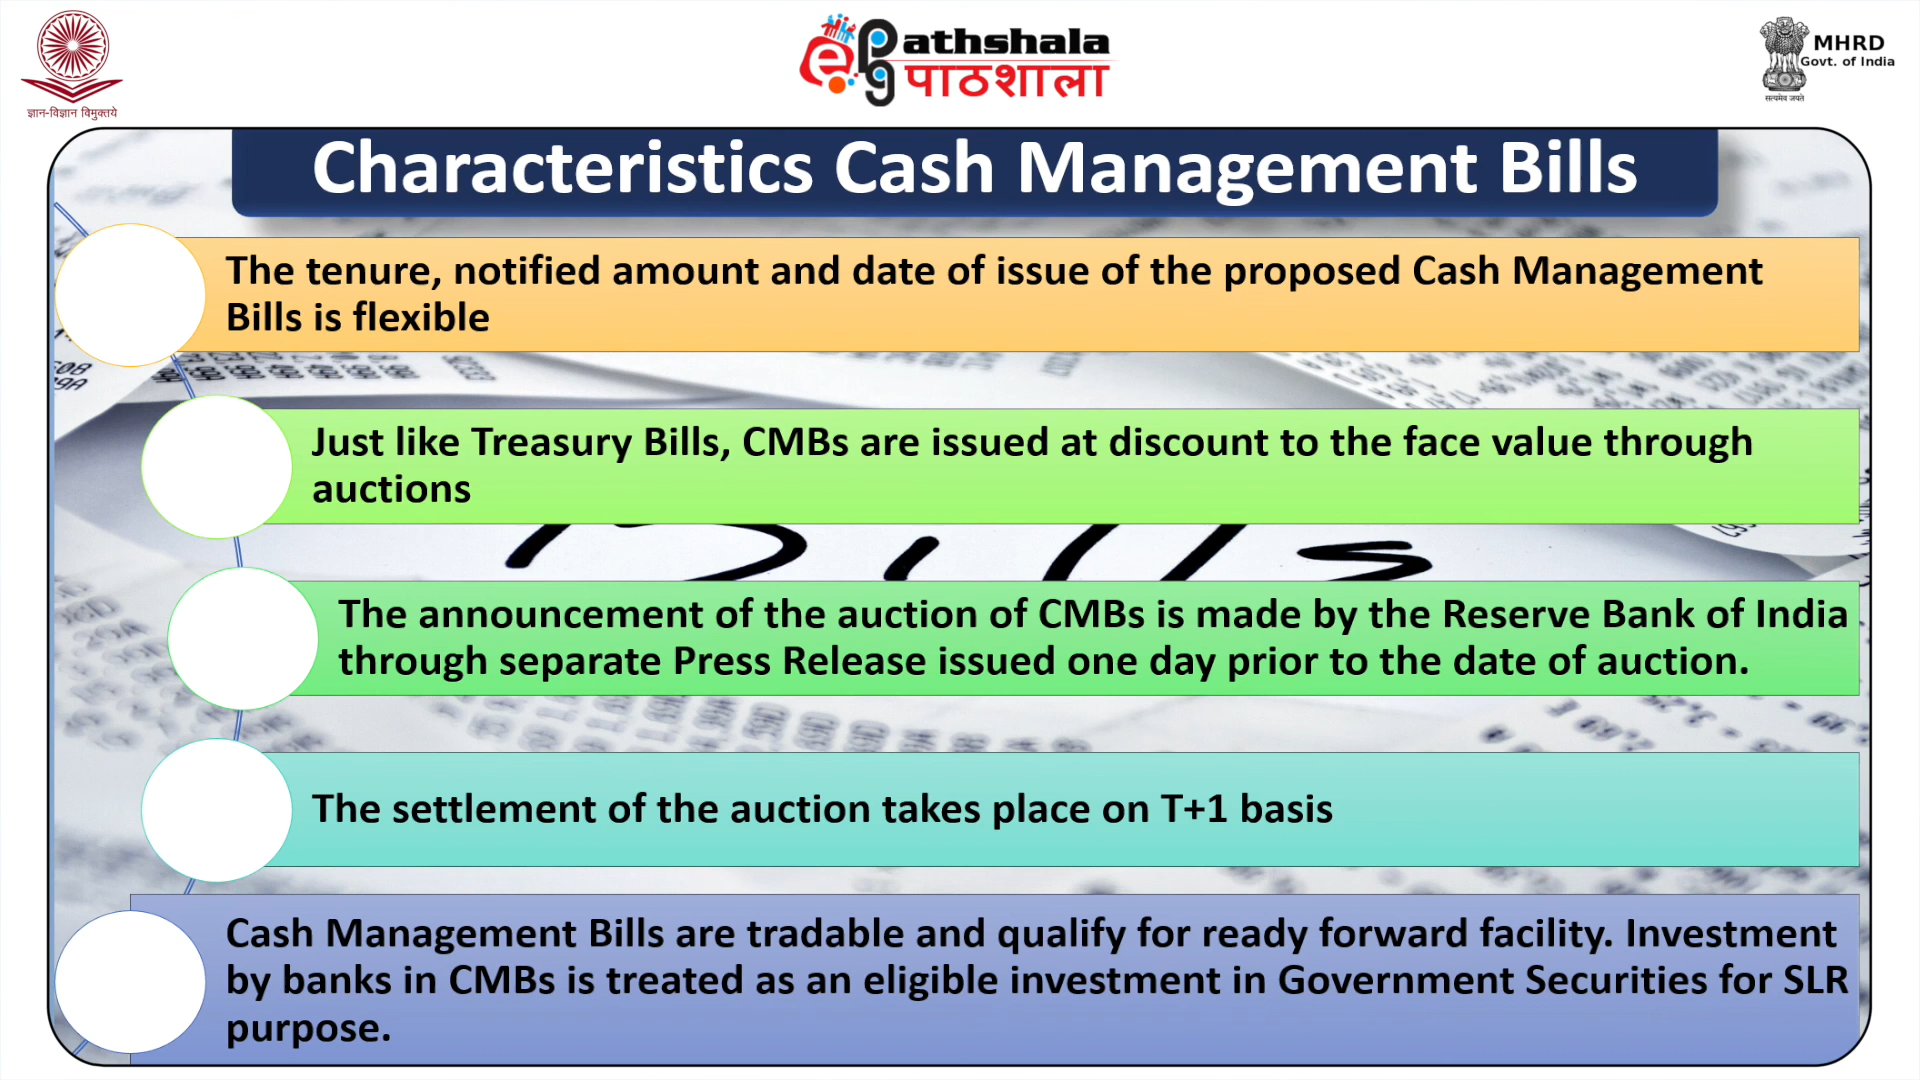 ज्ञान-विज्ञान विमुक्तये
ePG
athshala
पाठशाला
MHRD
Govt. of India
सत्यमेव जयते
Characteristics Cash Management Bills
The tenure, notified amount and date of issue of the proposed Cash Management
Bills is flexible
Just like Treasury Bills, CMBs are issued at discount to the face value through
auctions
Bills
The announcement of the auction of CMBs is made by the Reserve Bank of India
through separate Press Release issued one day prior to the date of auction.
The settlement of the auction takes place on T+1 basis
Cash Management Bills are tradable and qualify for ready forward facility. Investment
by banks in CMBs is treated as an eligible investment in Government Securities for SLR
purpose.